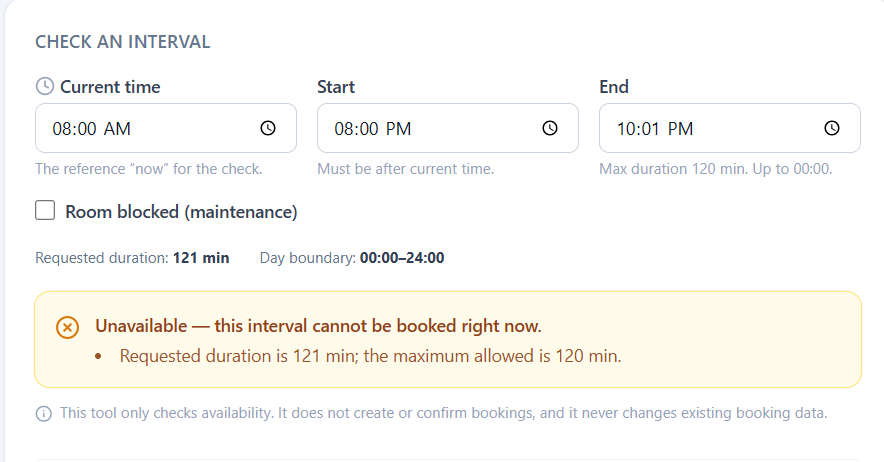 CHECK AN INTERVAL
Current time
Start
End
08:00 AM
08:00 PM
10:01 PM
The reference “now” for the check.
Must be after current time.
Max duration 120 min. Up to 00:00.
Room blocked (maintenance)
Requested duration: 121 min
Day boundary: 00:00–24:00
Unavailable — this interval cannot be booked right now.
• Requested duration is 121 min; the maximum allowed is 120 min.
This tool only checks availability. It does not create or confirm bookings, and it never changes existing booking data.